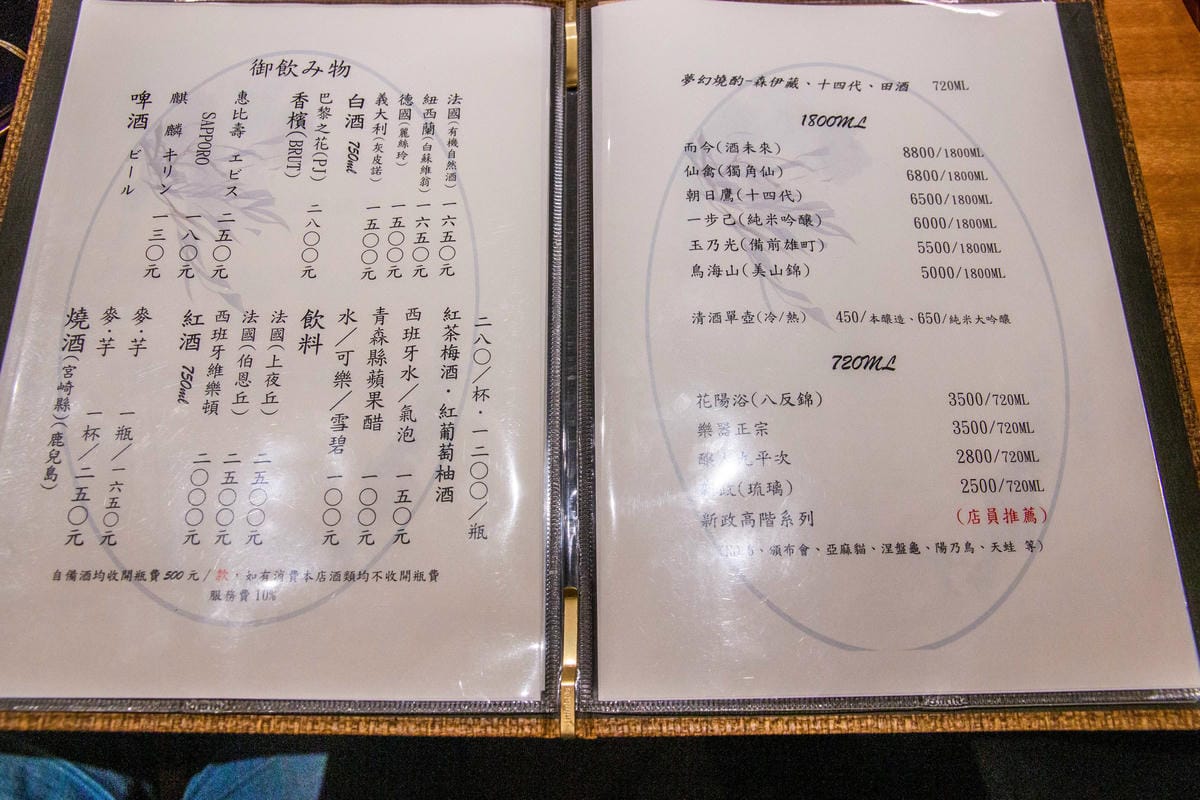 御飲み物
啤酒 ビール
麒麟 キリン 一三〇元
SAPPORO 一八〇元
惠比壽 エビス 二五〇元
香檳(BRUT)
巴黎之花(PJ) 二八〇〇元
白酒 750ml
義大利(灰皮諾) 一五〇〇元
德國(麗絲玲) 一五〇〇元
紐西蘭(白蘇維翁) 一六五〇元
法國(有機自然酒) 一六五〇元
燒酒(宮崎縣)(鹿兒島)
麥·芋 一杯/二五〇元
麥·芋 一瓶/一六五〇元
紅酒 750ml
西班牙維樂頓 二〇〇〇元
法國(伯恩丘) 二五〇〇元
法國(上夜丘) 二五〇〇元
飲料
水/可樂/雪碧 一〇〇元
青森縣蘋果醋 一〇〇元
西班牙水/氣泡 一五〇元
紅茶梅酒·紅葡萄柚酒
二八〇/杯·一二〇〇/瓶
自備酒均收開瓶費 500 元/款,如有消費本店酒類均不收開瓶費
服務費 10%
夢幻燒酌-森伊藏、十四代、田酒 720ML
1800ML
而今(酒未來) 8800/1800ML
仙禽(獨角仙) 6800/1800ML
朝日鷹(十四代) 6500/1800ML
一步己(純米吟釀) 6000/1800ML
玉乃光(備前雄町) 5500/1800ML
鳥海山(美山錦) 5000/1800ML
清酒單壺(冷/熱) 450/本釀造、650/純米大吟釀
720ML
花陽浴(八反錦) 3500/720ML
樂器正宗 3500/720ML
釀 九平次 2800/720ML
政(琉璃) 2500/720ML
新政高階系列 (店員推薦)
、頒布會、亞麻貓、涅盤龜、陽乃鳥、天蛙 等)